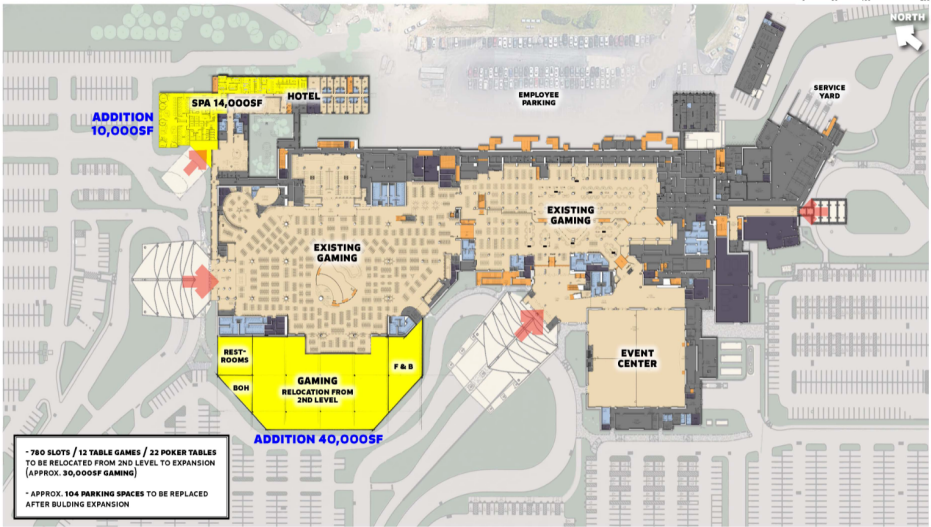 NORTH
SPA 14,000SF
HOTEL
ADDITION
10,000SF
EMPLOYEE
PARKING
SERVICE
YARD
EXISTING
GAMING
EXISTING
GAMING
REST-
ROOMS
BOH
GAMING
RELOCATION FROM
2ND LEVEL
F & B
EVENT
CENTER
ADDITION 40,000SF
- 780 SLOTS / 12 TABLE GAMES / 22 POKER TABLES
TO BE RELOCATED FROM 2ND LEVEL TO EXPANSION
(APPROX. 30,000SF GAMING)
- APPROX. 104 PARKING SPACES TO BE REPLACED
AFTER BULDING EXPANSION